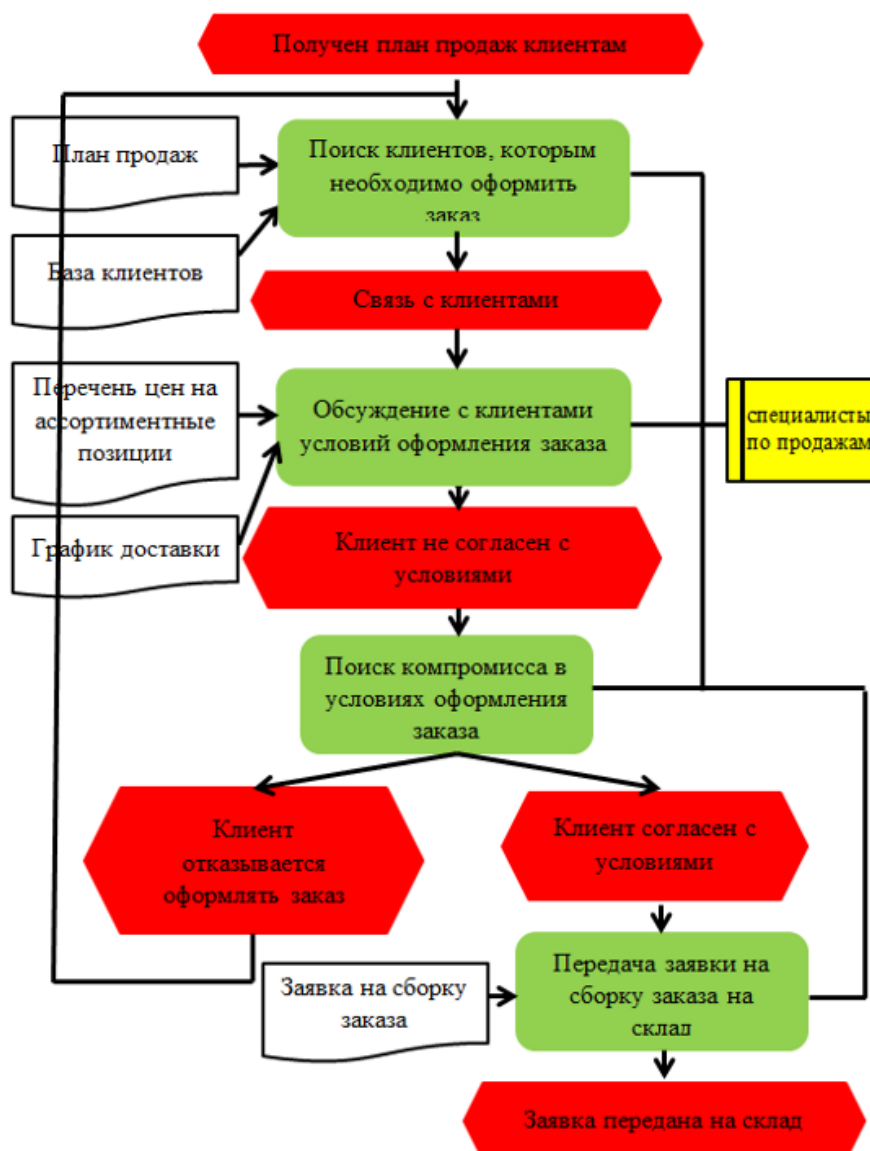 Получен план продаж клиентам
План продаж
Поиск клиентов, которым
необходимо оформить
заказ
База клиентов
Связь с клиентами
Перечень цен на
ассортиментные
позиции
Обсуждение с клиентами
условий оформления заказа
специалисты
по продажам
График доставки
Клиент не согласен с
условиями
Поиск компромисса в
условиях оформления
заказа
Клиент
отказывается
оформлять заказ
Клиент согласен с
условиями
Заявка на сборку
заказа
Передача заявки на
сборку заказа на
склад
Заявка передана на склад